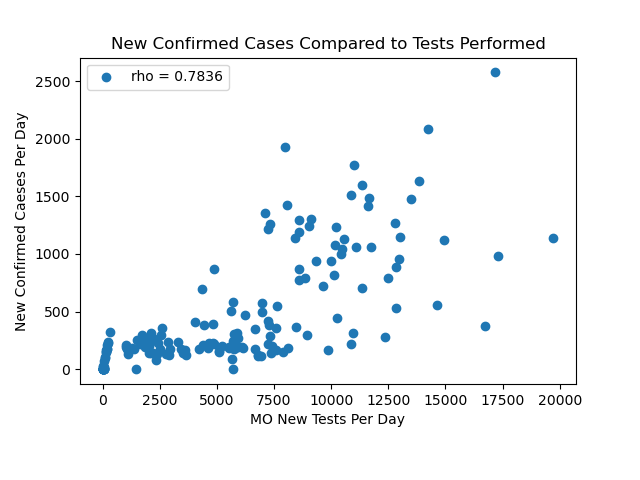 New Confirmed Cases Compared to Tests Performed
rho = 0.7836
New Confirmed Caeses Per Day
2500
2000
1500
1000
500
0
0 2500 5000 7500 10000 12500 15000 17500 20000
MO New Tests Per Day